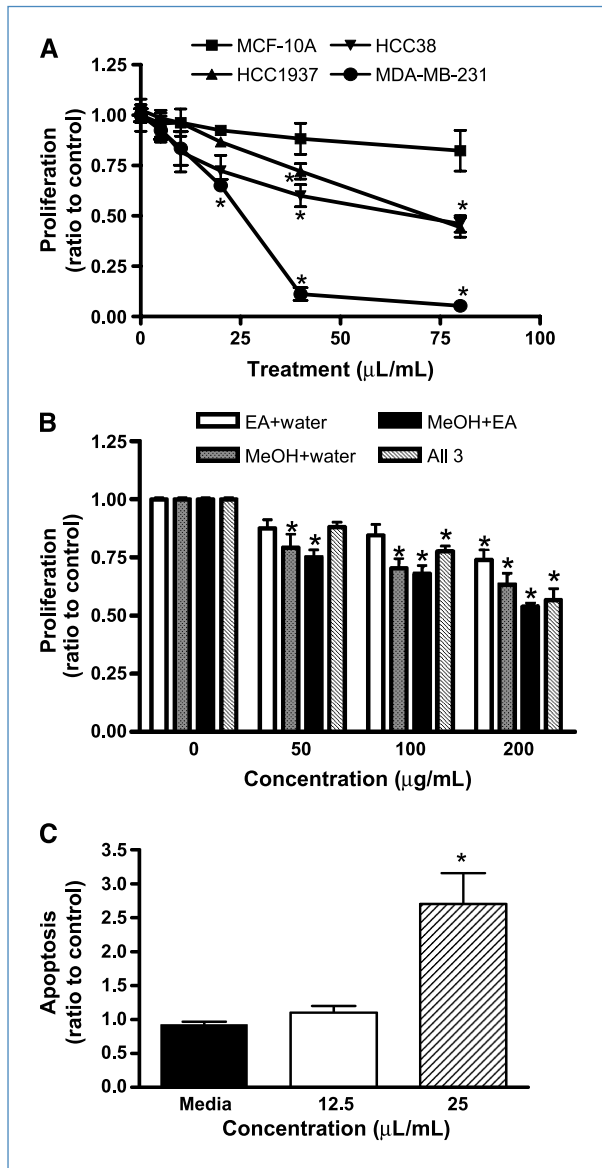 A
MCF-10A HCC38
HCC1937 MDA-MB-231
Proliferation
(ratio to control)
1.25
1.00
0.75
0.50
0.25
0.00
* * * * * *
0 25 50 75 100
Treatment (μL/mL)
B
EA+water MeOH+EA
MeOH+water All 3
Proliferation
(ratio to control)
1.25
1.00
0.75
0.50
0.25
0.00
* * * * * * * * *
0 50 100 200
Concentration (μg/mL)
C
Apoptosis
(ratio to control)
3.5
3.0
2.5
2.0
1.5
1.0
0.5
0.0
*
Media 12.5 25
Concentration (μL/mL)